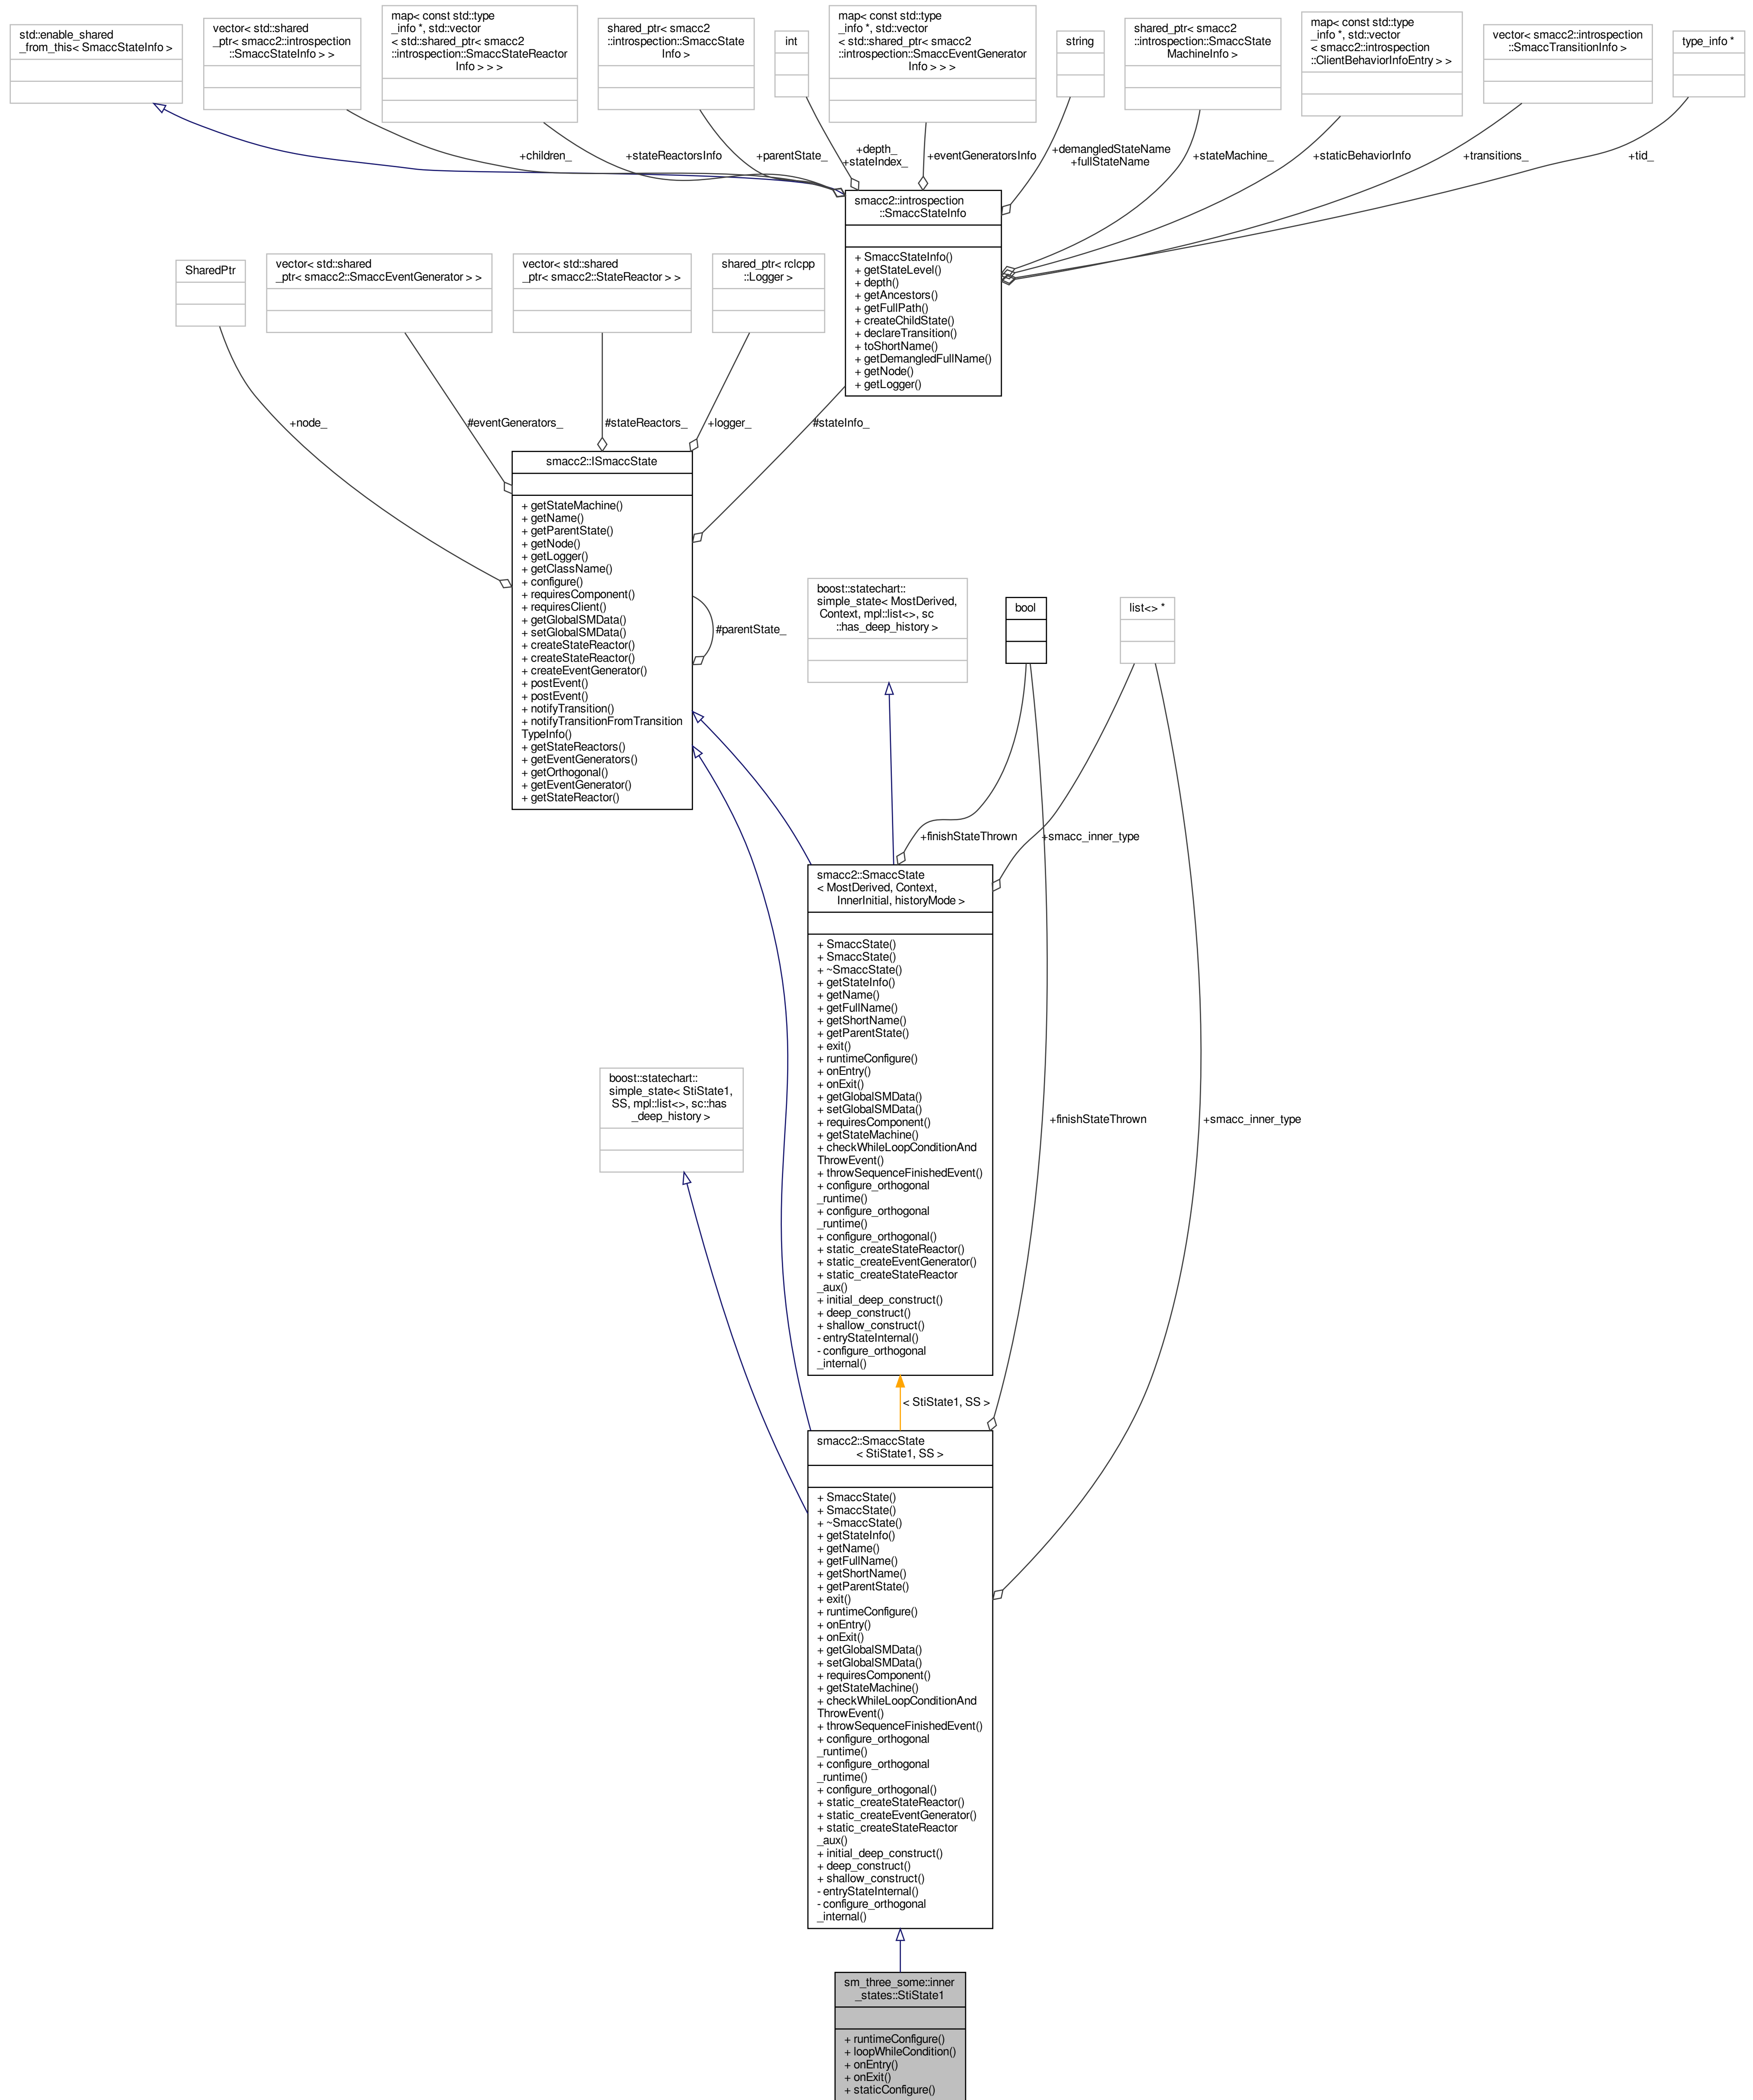 std::enable_shared
_from_this< SmaccStateInfo >
vector< std::shared
_ptr< smacc2::introspection
::SmaccStateInfo > >
map< const std::type
_info *, std::vector
< std::shared_ptr< smacc2
::introspection::SmaccStateReactor
Info > > >
shared_ptr< smacc2
::introspection::SmaccState
Info >
int
map< const std::type
_info *, std::vector
< std::shared_ptr< smacc2
::introspection::SmaccEventGenerator
Info > > >
string
shared_ptr< smacc2
::introspection::SmaccState
MachineInfo >
map< const std::type
_info *, std::vector
< smacc2::introspection
::ClientBehaviorInfoEntry > >
vector< smacc2::introspection
::SmaccTransitionInfo >
type_info *
+children_
+stateReactorsInfo
+parentState_
+depth_
+stateIndex_
+eventGeneratorsInfo
+demangledStateName
+fullStateName
+stateMachine_
+staticBehaviorInfo
+transitions_
+tid_
smacc2::introspection
::SmaccStateInfo
+ SmaccStateInfo()
+ getStateLevel()
+ depth()
+ getAncestors()
+ getFullPath()
+ createChildState()
+ declareTransition()
+ toShortName()
+ getDemangledFullName()
+ getNode()
+ getLogger()
SharedPtr
vector< std::shared
_ptr< smacc2::SmaccEventGenerator > >
vector< std::shared
_ptr< smacc2::StateReactor > >
shared_ptr< rclcpp
::Logger >
+node_
#eventGenerators_
#stateReactors_
+logger_
#stateInfo_
smacc2::ISmaccState
+ getStateMachine()
+ getName()
+ getParentState()
+ getNode()
+ getLogger()
+ getClassName()
+ configure()
+ requiresComponent()
+ requiresClient()
+ getGlobalSMData()
+ setGlobalSMData()
+ createStateReactor()
+ createStateReactor()
+ createEventGenerator()
+ postEvent()
+ postEvent()
+ notifyTransition()
+ notifyTransitionFromTransition
TypeInfo()
+ getStateReactors()
+ getEventGenerators()
+ getOrthogonal()
+ getEventGenerator()
+ getStateReactor()
#parentState_
boost::statechart::
simple_state< MostDerived,
Context, mpl::list<>, sc
::has_deep_history >
bool
list<> *
+finishStateThrown
+smacc_inner_type
smacc2::SmaccState
< MostDerived, Context,
InnerInitial, historyMode >
+ SmaccState()
+ SmaccState()
+ ~SmaccState()
+ getStateInfo()
+ getName()
+ getFullName()
+ getShortName()
+ getParentState()
+ exit()
+ runtimeConfigure()
+ onEntry()
+ onExit()
+ getGlobalSMData()
+ setGlobalSMData()
+ requiresComponent()
+ getStateMachine()
+ checkWhileLoopConditionAnd
ThrowEvent()
+ throwSequenceFinishedEvent()
+ configure_orthogonal
_runtime()
+ configure_orthogonal
_runtime()
+ configure_orthogonal()
+ static_createStateReactor()
+ static_createEventGenerator()
+ static_createStateReactor
_aux()
+ initial_deep_construct()
+ deep_construct()
+ shallow_construct()
- entryStateInternal()
- configure_orthogonal
_internal()
boost::statechart::
simple_state< StiState1,
SS, mpl::list<>, sc::has
_deep_history >
+finishStateThrown
+smacc_inner_type
< StiState1, SS >
smacc2::SmaccState
< StiState1, SS >
+ SmaccState()
+ SmaccState()
+ ~SmaccState()
+ getStateInfo()
+ getName()
+ getFullName()
+ getShortName()
+ getParentState()
+ exit()
+ runtimeConfigure()
+ onEntry()
+ onExit()
+ getGlobalSMData()
+ setGlobalSMData()
+ requiresComponent()
+ getStateMachine()
+ checkWhileLoopConditionAnd
ThrowEvent()
+ throwSequenceFinishedEvent()
+ configure_orthogonal
_runtime()
+ configure_orthogonal
_runtime()
+ configure_orthogonal()
+ static_createStateReactor()
+ static_createEventGenerator()
+ static_createStateReactor
_aux()
+ initial_deep_construct()
+ deep_construct()
+ shallow_construct()
- entryStateInternal()
- configure_orthogonal
_internal()
sm_three_some::inner
_states::StiState1
+ runtimeConfigure()
+ loopWhileCondition()
+ onEntry()
+ onExit()
+ staticConfigure()